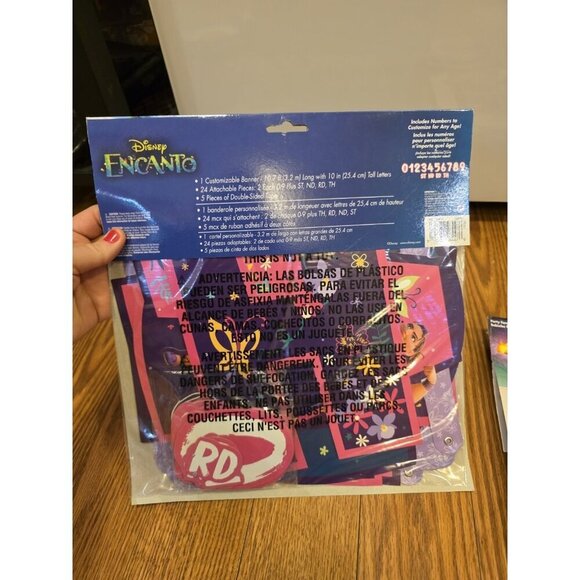 Disney
ENCANTO
Includes Numbers to
Customize for Any Age!
Inclus les numéros
pour personnaliser
n'importe quel âge!
0123456789
ST ND RD TH
• 1 Customizable Banner - 10.7 ft (3.2 m) Long with 10 in (25.4 cm) Tall Letters
• 24 Attachable Pieces: 2 Each 0-9 Plus ST, ND, RD, TH
• 5 Pieces of Double-Sided Tape
• 1 banderole personnalisée - 3.2 m de longueur avec lettres de 25.4 cm de hauteur
• 24 mcx qui s'attachent : 2 de chaque 0-9 plus TH, RD, ND, ST
• 5 mcx de ruban adhésif à deux côtés
• 1 cartel personalizable - 3.2 m de largo con letras grandes de 25.4 cm
• 24 piezas adaptables: 2 de cada una 0-9 más ST, ND, RD, TH
• 5 piezas de cinta de dos lados
©Disney
THIS IS NOT A TOY.
ADVERTENCIA: LAS BOLSAS DE PLÁSTICO
PUEDEN SER PELIGROSAS. PARA EVITAR EL
RIESGO DE ASFIXIA MANTÉNGALAS FUERA DEL
ALCANCE DE BEBÉS Y NIÑOS. NO LAS USE EN
CUNAS, CAMAS, COCHECITOS O CORRALITOS.
ESTO NO ES UN JUGUETE.
AVERTISSEMENT: LES SACS EN PLASTIQUE
PEUVENT ÊTRE DANGEREUX. POUR ÉVITER LES
DANGERS DE SUFFOCATION, GARDER LES SACS
HORS DE LA PORTÉE DES BÉBÉS ET DES
ENFANTS. NE PAS UTILISER DANS LES
COUCHETTES, LITS, POUSSETTES OU PARCS.
CECI N'EST PAS UN JOUET.
RD